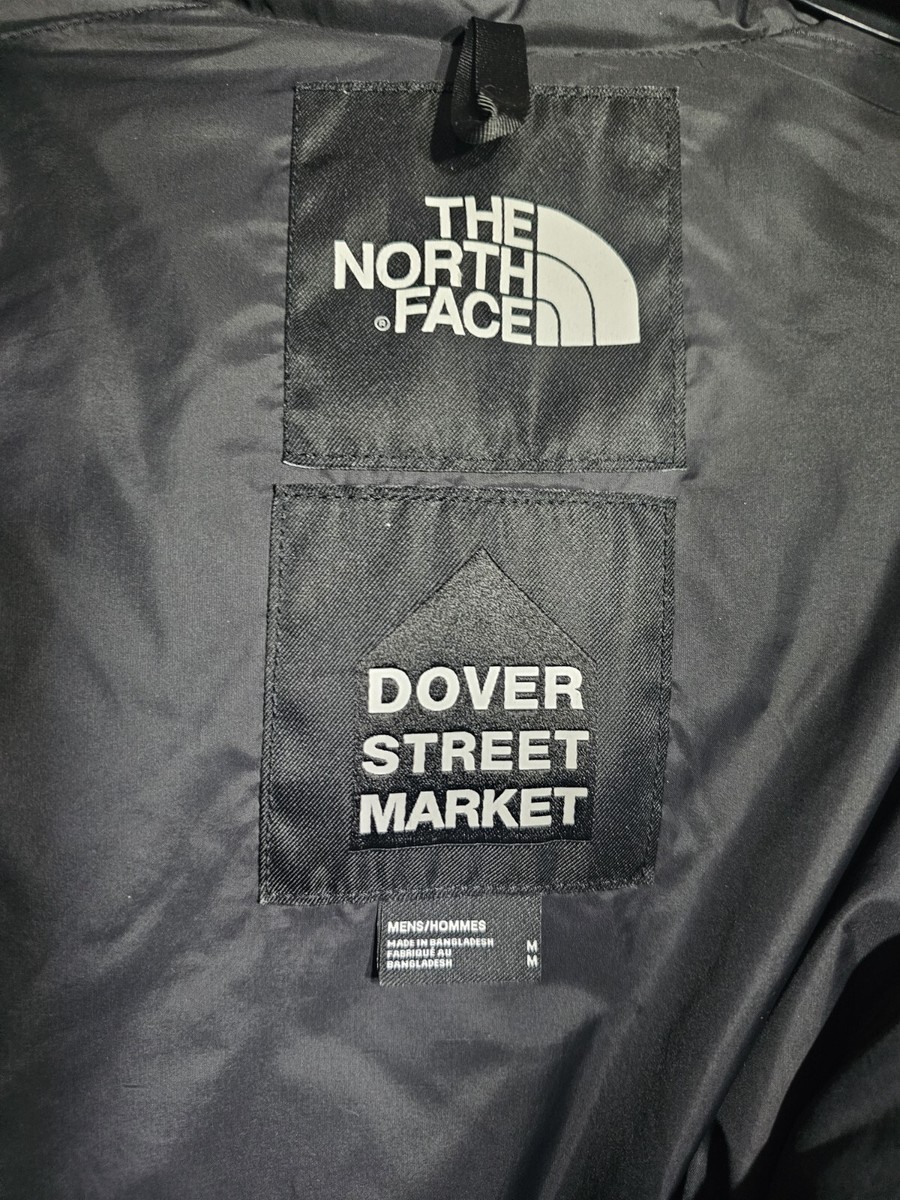 THE
NORTH
®FACE
DOVER
STREET
MARKET
MENS/HOMMES
MADE IN BANGLADESH M
FABRIQUÉ AU M
BANGLADESH